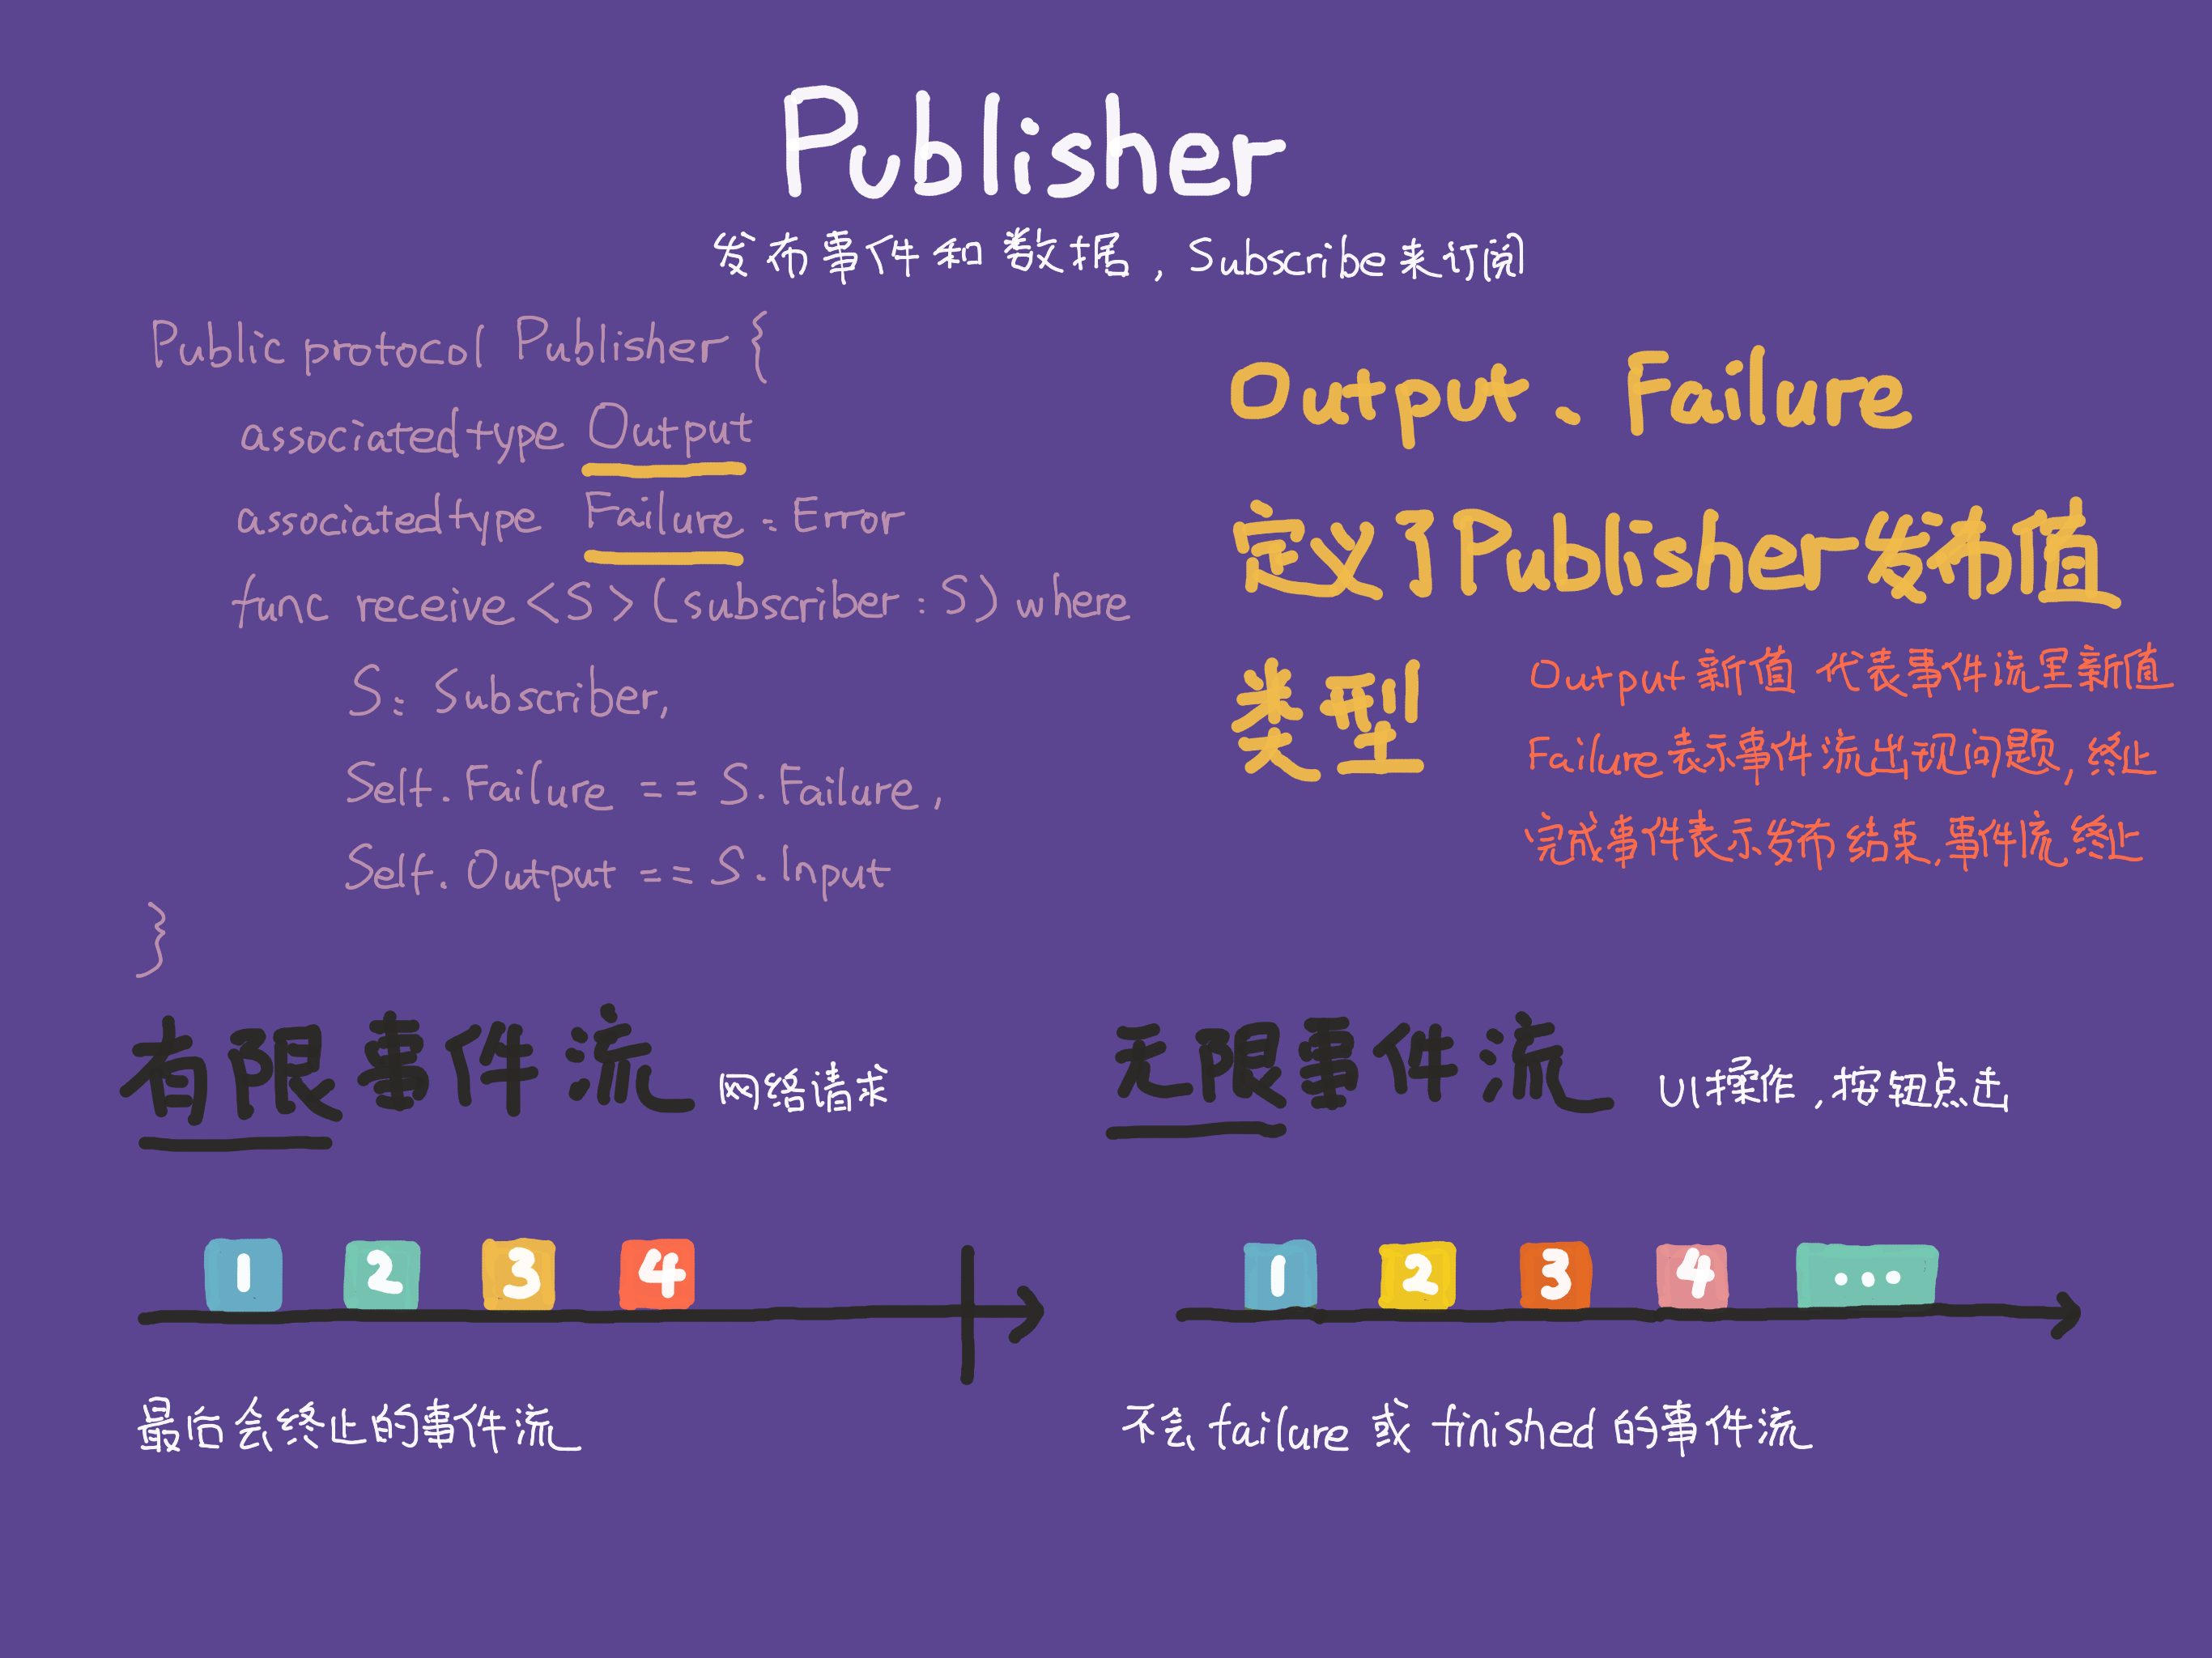 Publisher
发布事件和数据，Subscribe来订阅
Public protocol Publisher {
associatedtype Output
associatedtype Failure : Error
func receive <S> (subscriber : S) where
S : Subscriber,
Self. Failure == S. Failure,
Self. Output == S. Input
}
Output、Failure
定义了Publisher发布值
类型
Output 新值 代表事件流里新值
Failure表示事件流出现问题，终止
完成事件表示发布结束，事件流终止
有限事件流 网络请求
1 2 3 4
最后会终止的事件流
无限事件流 UI操作，按钮点击
1 2 3 4 ...
不会 failure 或 finished 的事件流